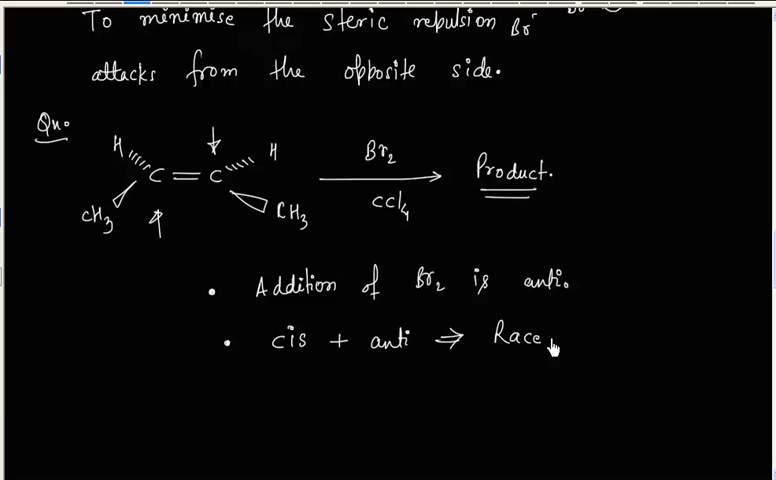 To minimise the steric repulsion Br⁻
attacks from the opposite side.
Qn.
H H
C = C
CH3 CH3
Br2
CCl4
Product.
• Addition of Br2 is anti.
• cis + anti ⇒ Race